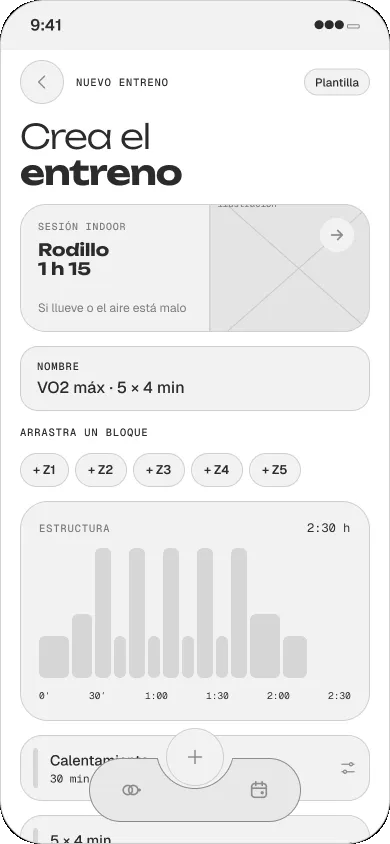 9:41
NUEVO ENTRENO
Plantilla
Crea el
entreno
SESIÓN INDOOR
Rodillo
1 h 15
Si llueve o el aire está malo
NOMBRE
VO2 máx · 5 × 4 min
ARRASTRA UN BLOQUE
+ Z1 + Z2 + Z3 + Z4 + Z5
ESTRUCTURA 2:30 h
0' 30' 1:00 1:30 2:00 2:30
Calentamiento
30 min
5 × 4 min